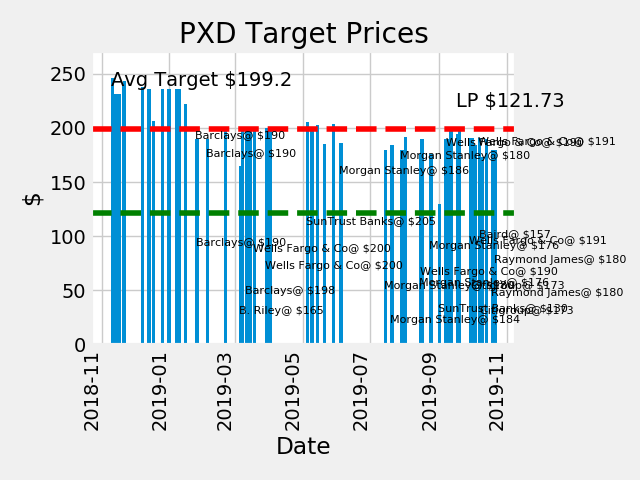 PXD Target Prices
250
Avg Target $199.2
LP $121.73
200
Barclays@ $190
Wells Fargo & Co@ $191
Barclays@ $190
Morgan Stanley@ $180
150
Morgan Stanley@ $186
$
SunTrust Banks@ $205
100
Baird@ $157
Barclays@ $190
Wells Fargo & Co@ $191
Wells Fargo & Co@ $200
Morgan Stanley@ $176
Raymond James@ $180
Wells Fargo & Co@ $200
Wells Fargo & Co@ $190
Morgan Stanley@ $176
50
Barclays@ $198
Morgan Stanley@
Raymond James@ $180
B. Riley@ $165
SunTrust Banks@ $130
Citigroup@ $173
Morgan Stanley@ $184
0
2018-11
2019-01
2019-03
2019-05
2019-07
2019-09
2019-11
Date